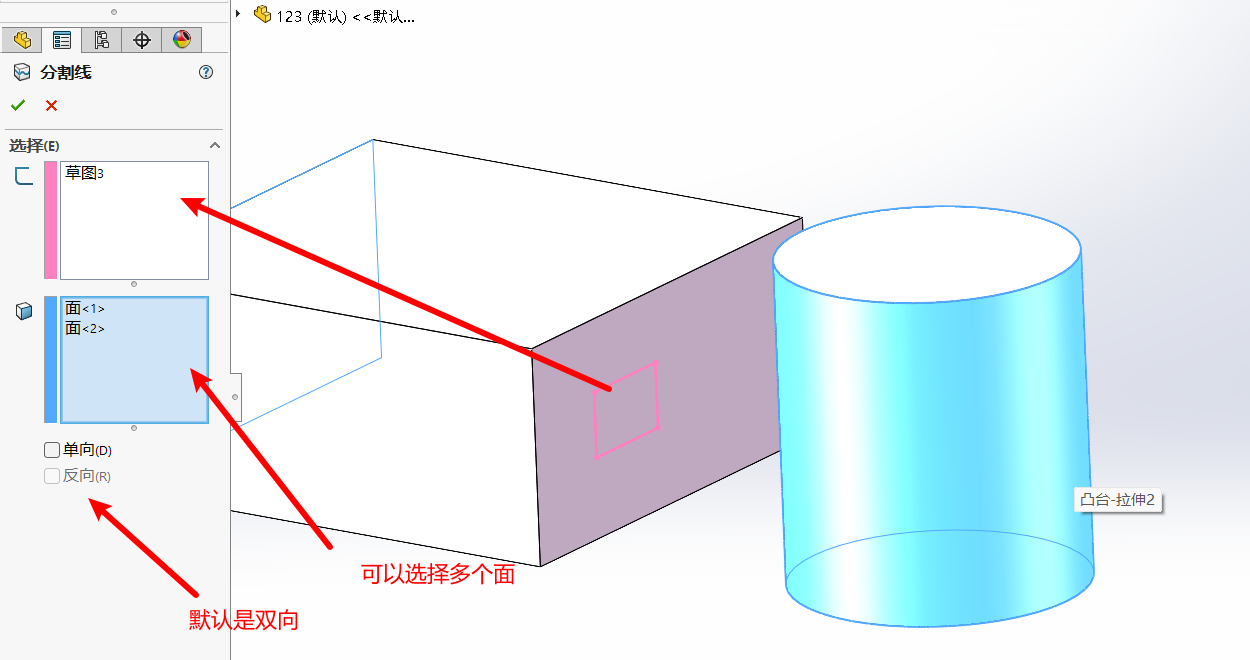 123 (默认) <<默认...
分割线
选择(E)
草图3
面<1>
面<2>
单向(D)
反向(R)
凸台-拉伸2
可以选择多个面
默认是双向